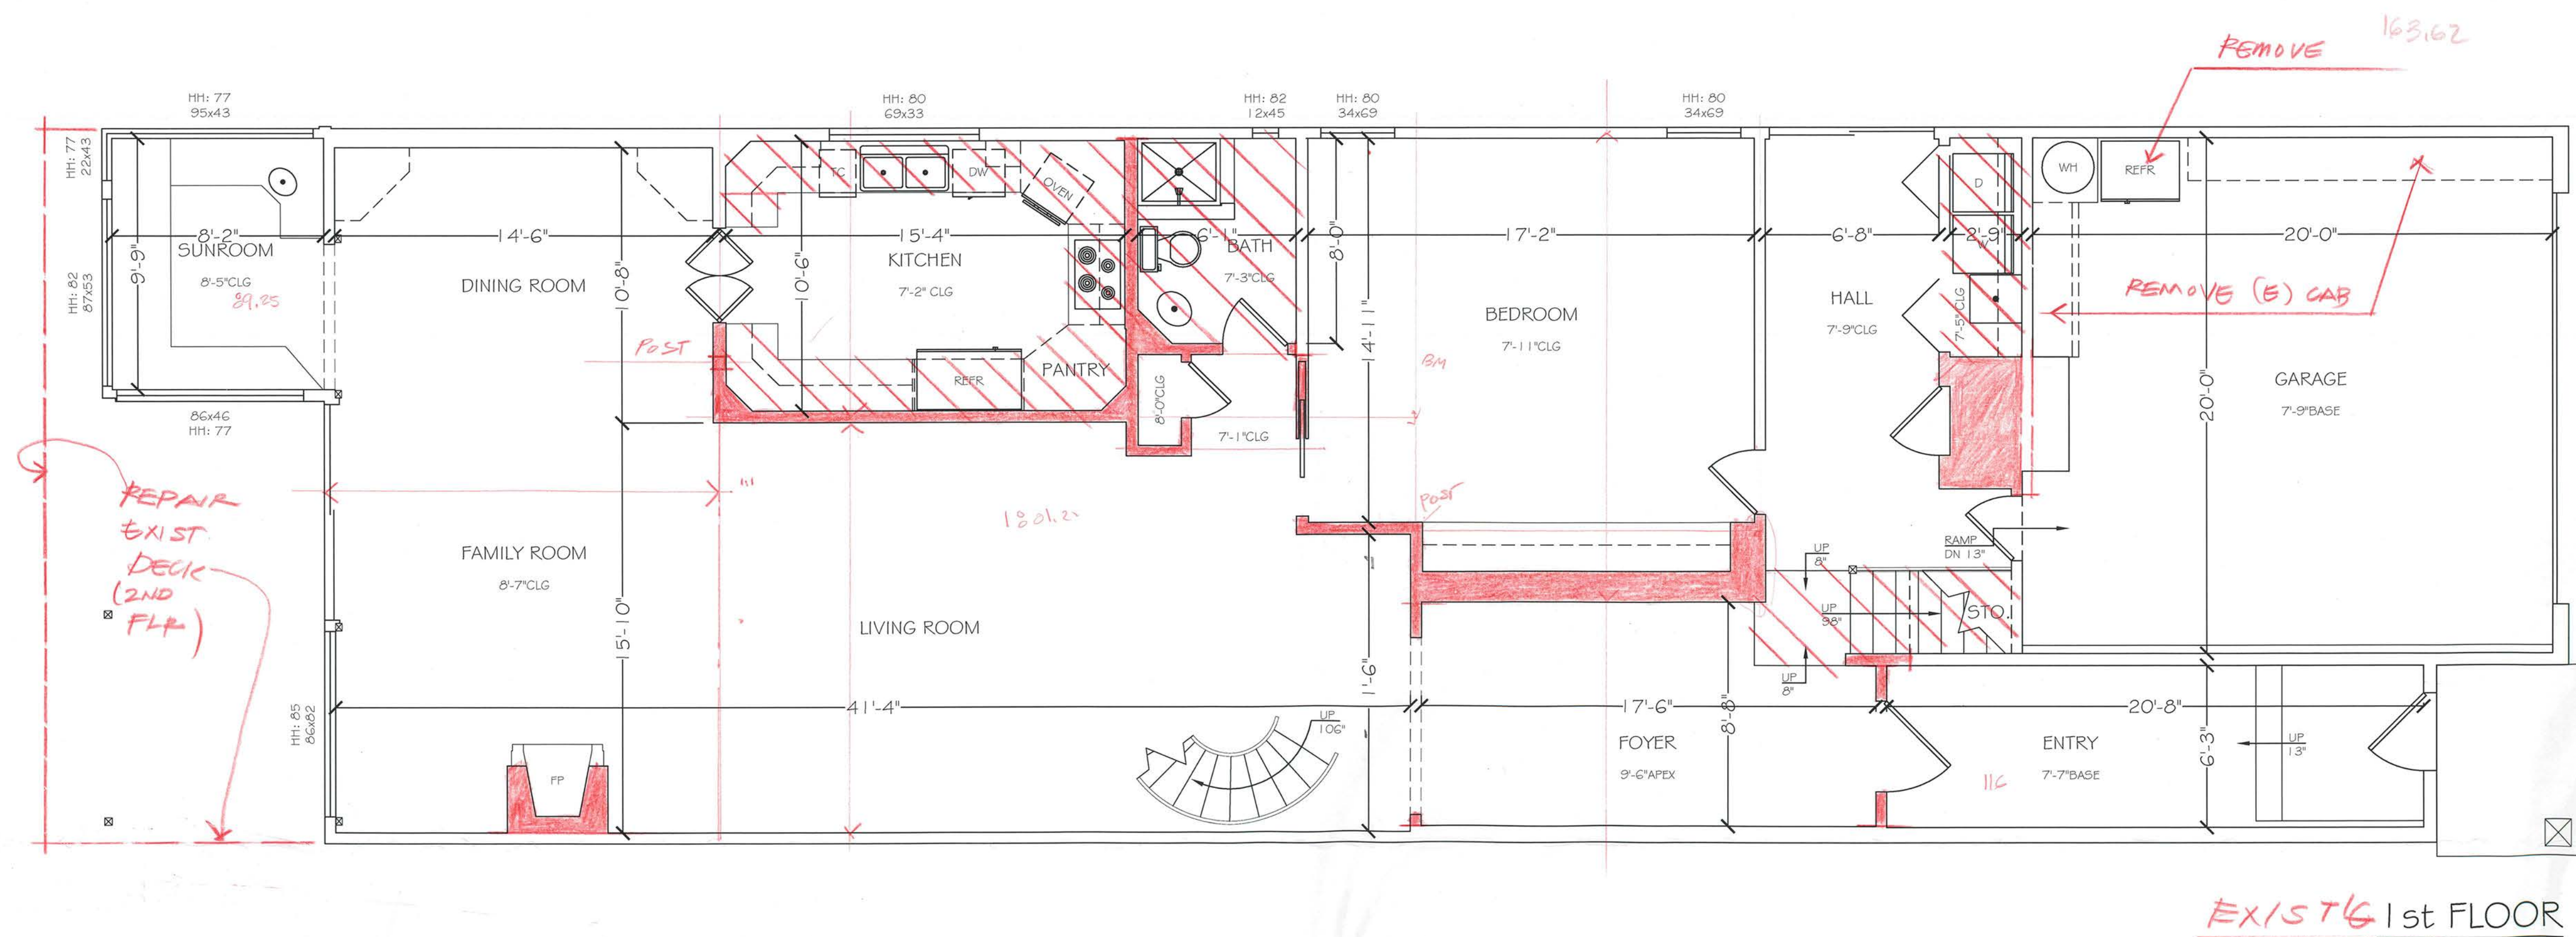 163.62
REMOVE
HH: 77
95x43
HH: 80
69x33
HH: 82
12x45
HH: 80
34x69
HH: 80
34x69
HH: 77
22x43
TC
DW
OVEN
D
WH
REFR
8'-2"
14'-6"
15'-4"
6'-1"
17'-2"
6'-8"
2'-9"
W
20'-0"
SUNROOM
8'-5"CLG
89.25
9'-9"
HH: 82
87x53
DINING ROOM
10'-8"
10'-6"
KITCHEN
7'-2" CLG
BATH
7'-3"CLG
8'-0"
14'-11"
BEDROOM
7'-11"CLG
HALL
7'-9"CLG
7'-5"CLG
REMOVE (E) CAB
POST
PANTRY
REFR
8'-0"CLG
7'-1"CLG
BM
GARAGE
7'-9"BASE
20'-0"
86x46
HH: 77
REPAIR
EXIST
DECK
(2ND
FLR)
POST
FAMILY ROOM
8'-7"CLG
15'-10"
LIVING ROOM
RAMP
DN 13"
UP
8"
UP
98"
STO.
UP
8"
HH: 85
86x82
41'-4"
1'-6"
17'-6"
8'-8"
20'-8"
6'-3"
UP
106"
FOYER
9'-6"APEX
ENTRY
7'-7"BASE
116
UP
13"
FP
EXIST'G 1st FLOOR